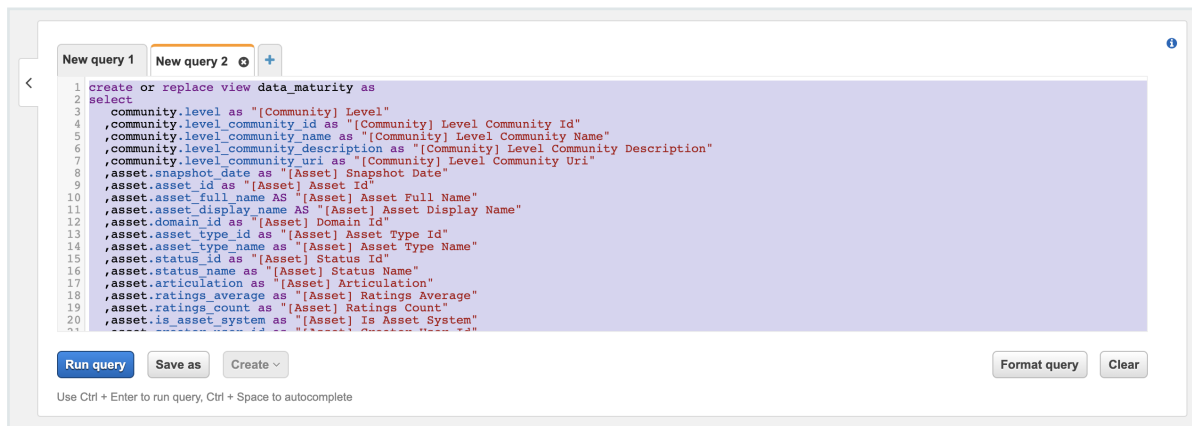 New query 1
New query 2
+
1 create or replace view data_maturity as
2 select
3 community.level as "[Community] Level"
4 ,community.level_community_id as "[Community] Level Community Id"
5 ,community.level_community_name as "[Community] Level Community Name"
6 ,community.level_community_description as "[Community] Level Community Description"
7 ,community.level_community_uri as "[Community] Level Community Uri"
8 ,asset.snapshot_date as "[Asset] Snapshot Date"
9 ,asset.asset_id as "[Asset] Asset Id"
10 ,asset.asset_full_name AS "[Asset] Asset Full Name"
11 ,asset.asset_display_name AS "[Asset] Asset Display Name"
12 ,asset.domain_id as "[Asset] Domain Id"
13 ,asset.asset_type_id as "[Asset] Asset Type Id"
14 ,asset.asset_type_name as "[Asset] Asset Type Name"
15 ,asset.status_id as "[Asset] Status Id"
16 ,asset.status_name as "[Asset] Status Name"
17 ,asset.articulation as "[Asset] Articulation"
18 ,asset.ratings_average as "[Asset] Ratings Average"
19 ,asset.ratings_count as "[Asset] Ratings Count"
20 ,asset.is_asset_system as "[Asset] Is Asset System"
Run query
Save as
Create
Format query
Clear
Use Ctrl + Enter to run query, Ctrl + Space to autocomplete